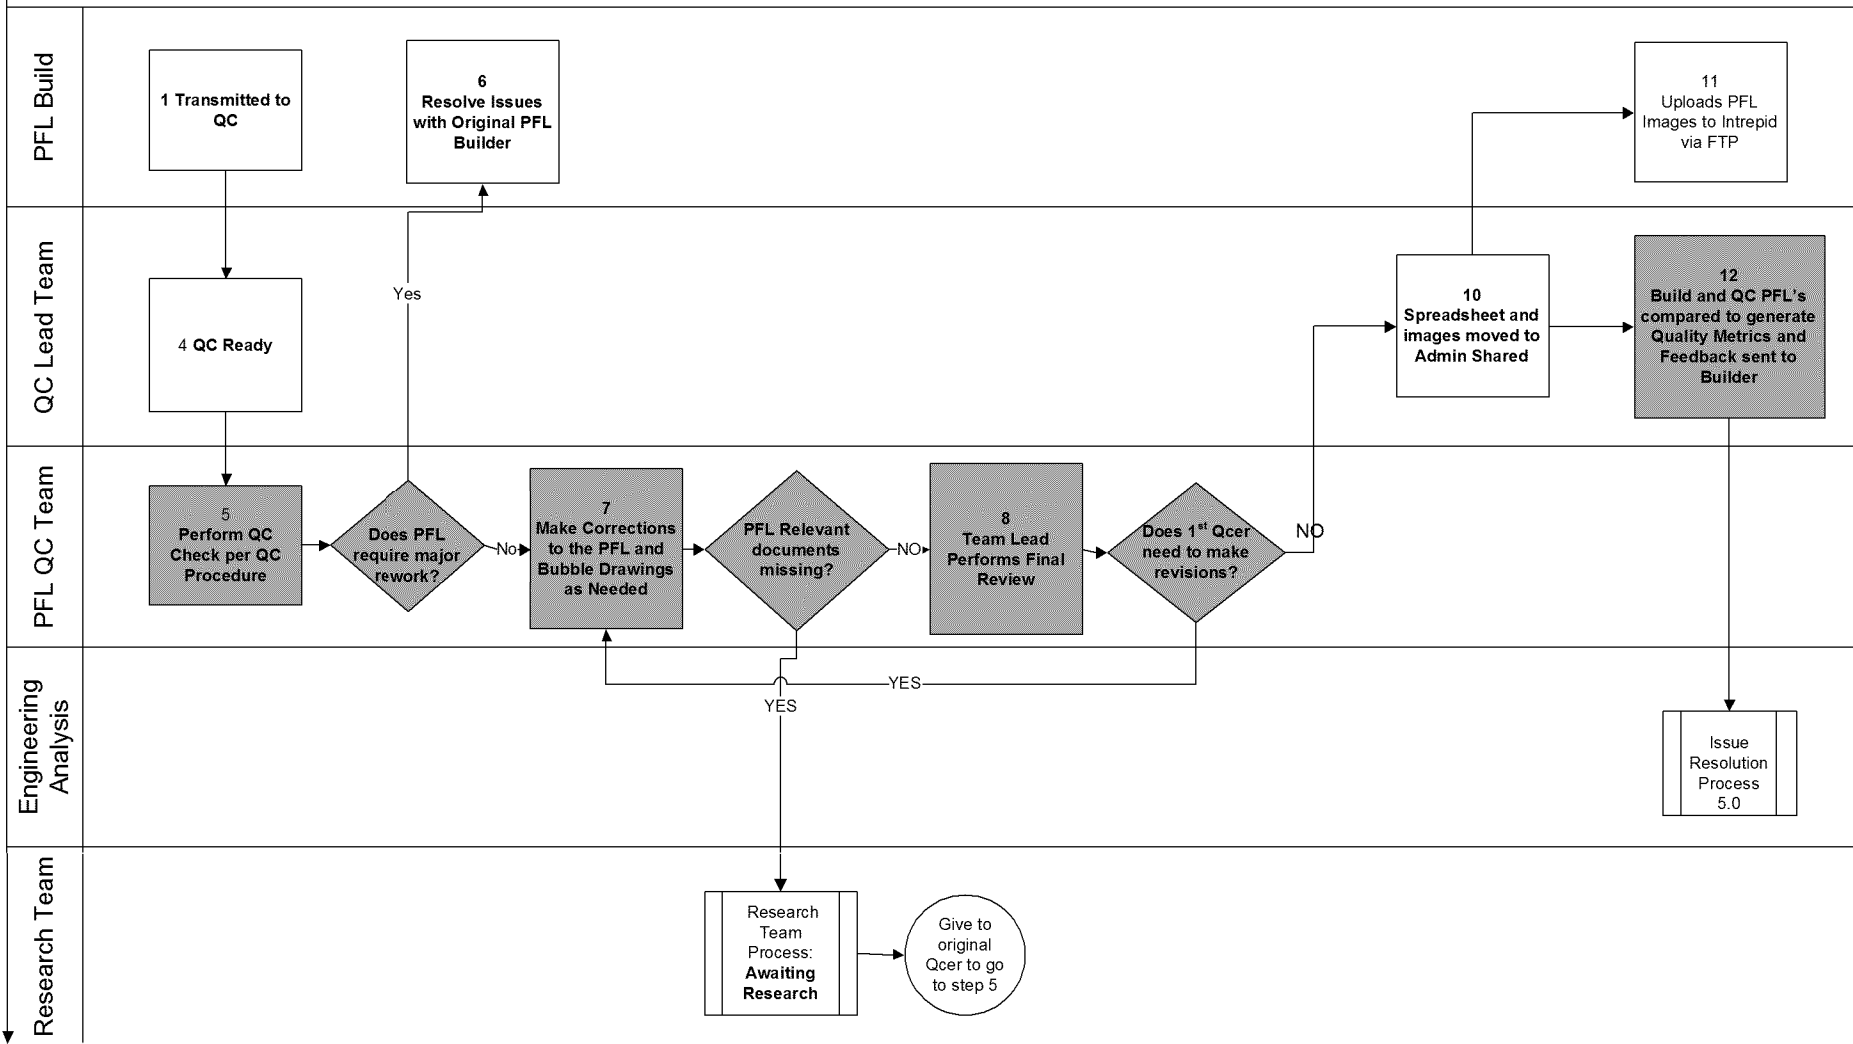 PFL Build
1 Transmitted to
QC
6
Resolve Issues
with Original PFL
Builder
11
Uploads PFL
Images to Intrepid
via FTP
QC Lead Team
4 QC Ready
Yes
10
Spreadsheet and
images moved to
Admin Shared
12
Build and QC PFL's
compared to generate
Quality Metrics and
Feedback sent to
Builder
PFL QC Team
5
Perform QC
Check per QC
Procedure
Does PFL
require major
rework?
No
7
Make Corrections
to the PFL and
Bubble Drawings
as Needed
PFL Relevant
documents
missing?
NO
8
Team Lead
Performs Final
Review
Does 1st Qcer
need to make
revisions?
NO
Engineering
Analysis
YES
YES
Issue
Resolution
Process
5.0
Research Team
Research
Team
Process:
Awaiting
Research
Give to
original
Qcer to go
to step 5